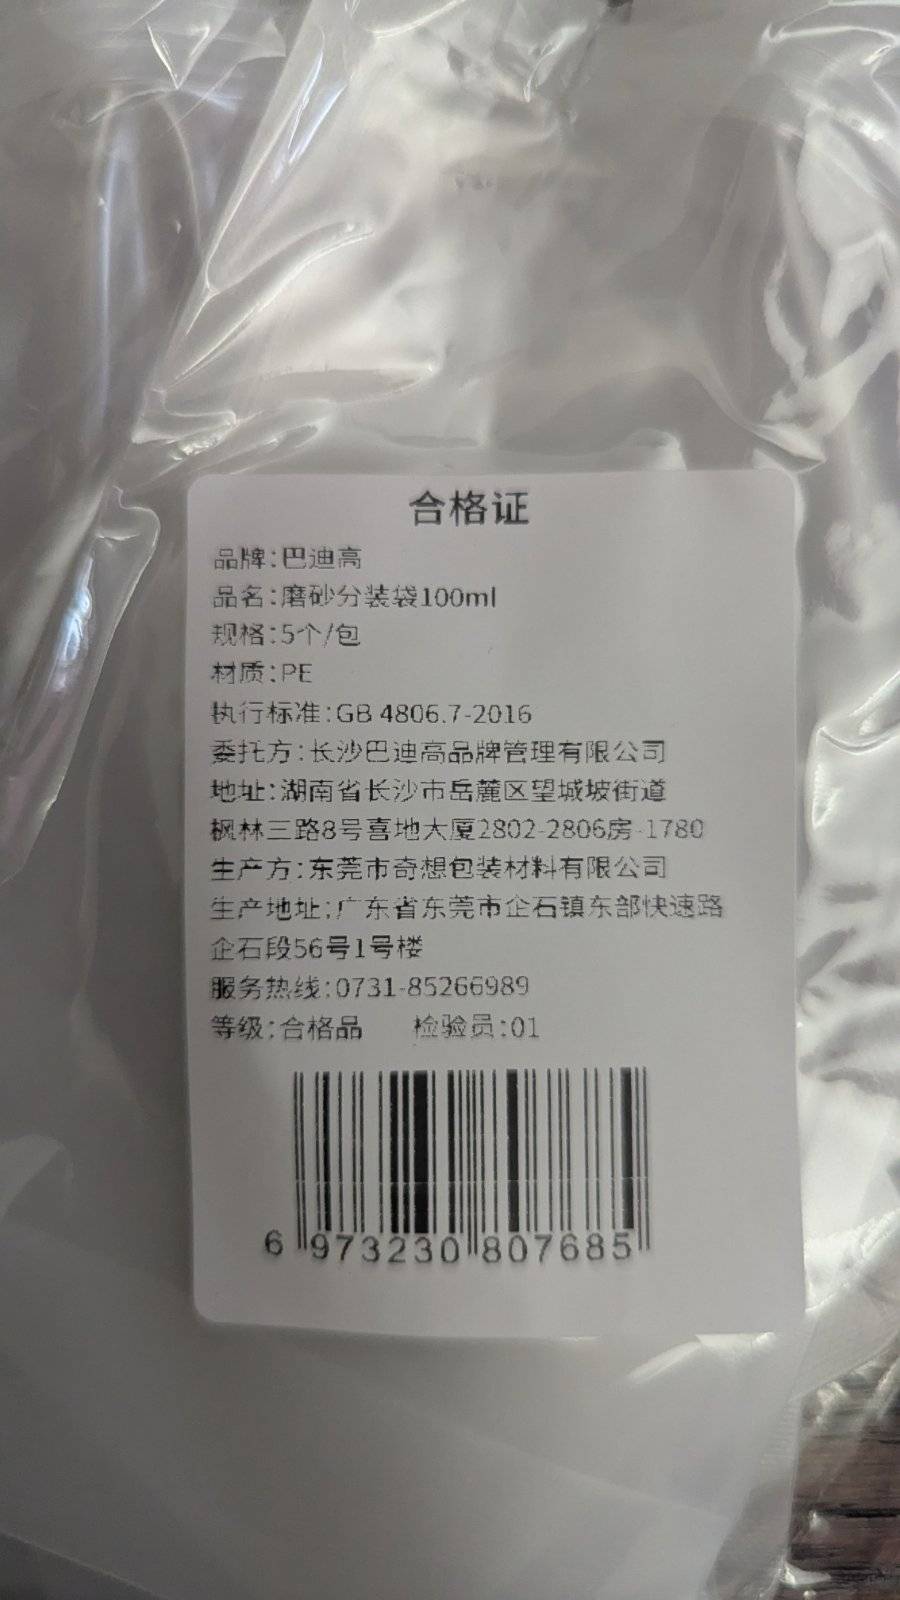 合格证
品牌:巴迪高
品名:磨砂分装袋100ml
规格:5个/包
材质:PE
执行标准:GB 4806.7-2016
委托方:长沙巴迪高品牌管理有限公司
地址:湖南省长沙市岳麓区望城坡街道
枫林三路8号喜地大厦2802-2806房-1780
生产方:东莞市奇想包装材料有限公司
生产地址:广东省东莞市企石镇东部快速路
企石段56号1号楼
服务热线:0731-85266989
等级:合格品 检验员:01
6 973230 807685